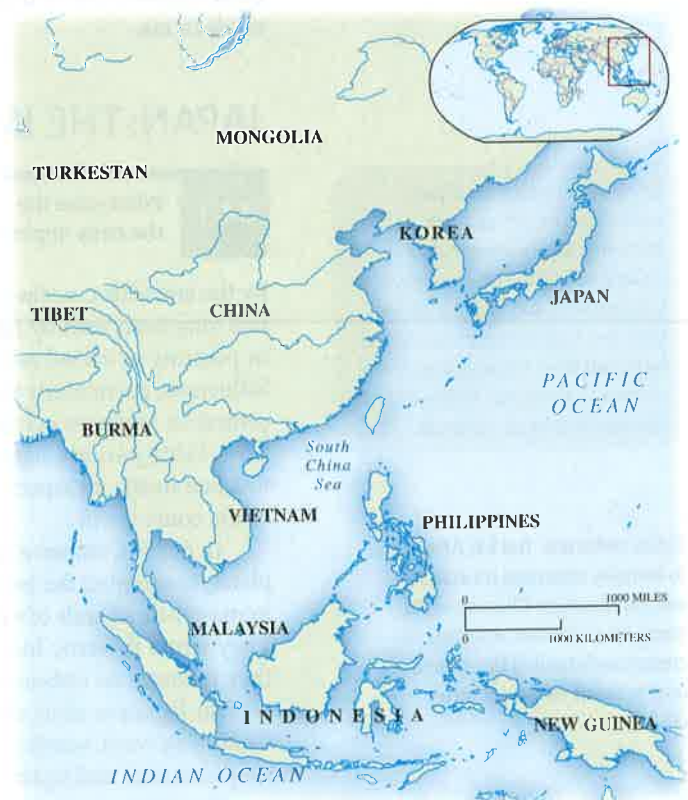 MONGOLIA
TURKESTAN
KOREA
JAPAN
TIBET
CHINA
PACIFIC
OCEAN
BURMA
South
China
Sea
VIETNAM
PHILIPPINES
0 1000 MILES
0 1000 KILOMETERS
MALAYSIA
INDONESIA
NEW GUINEA
INDIAN OCEAN